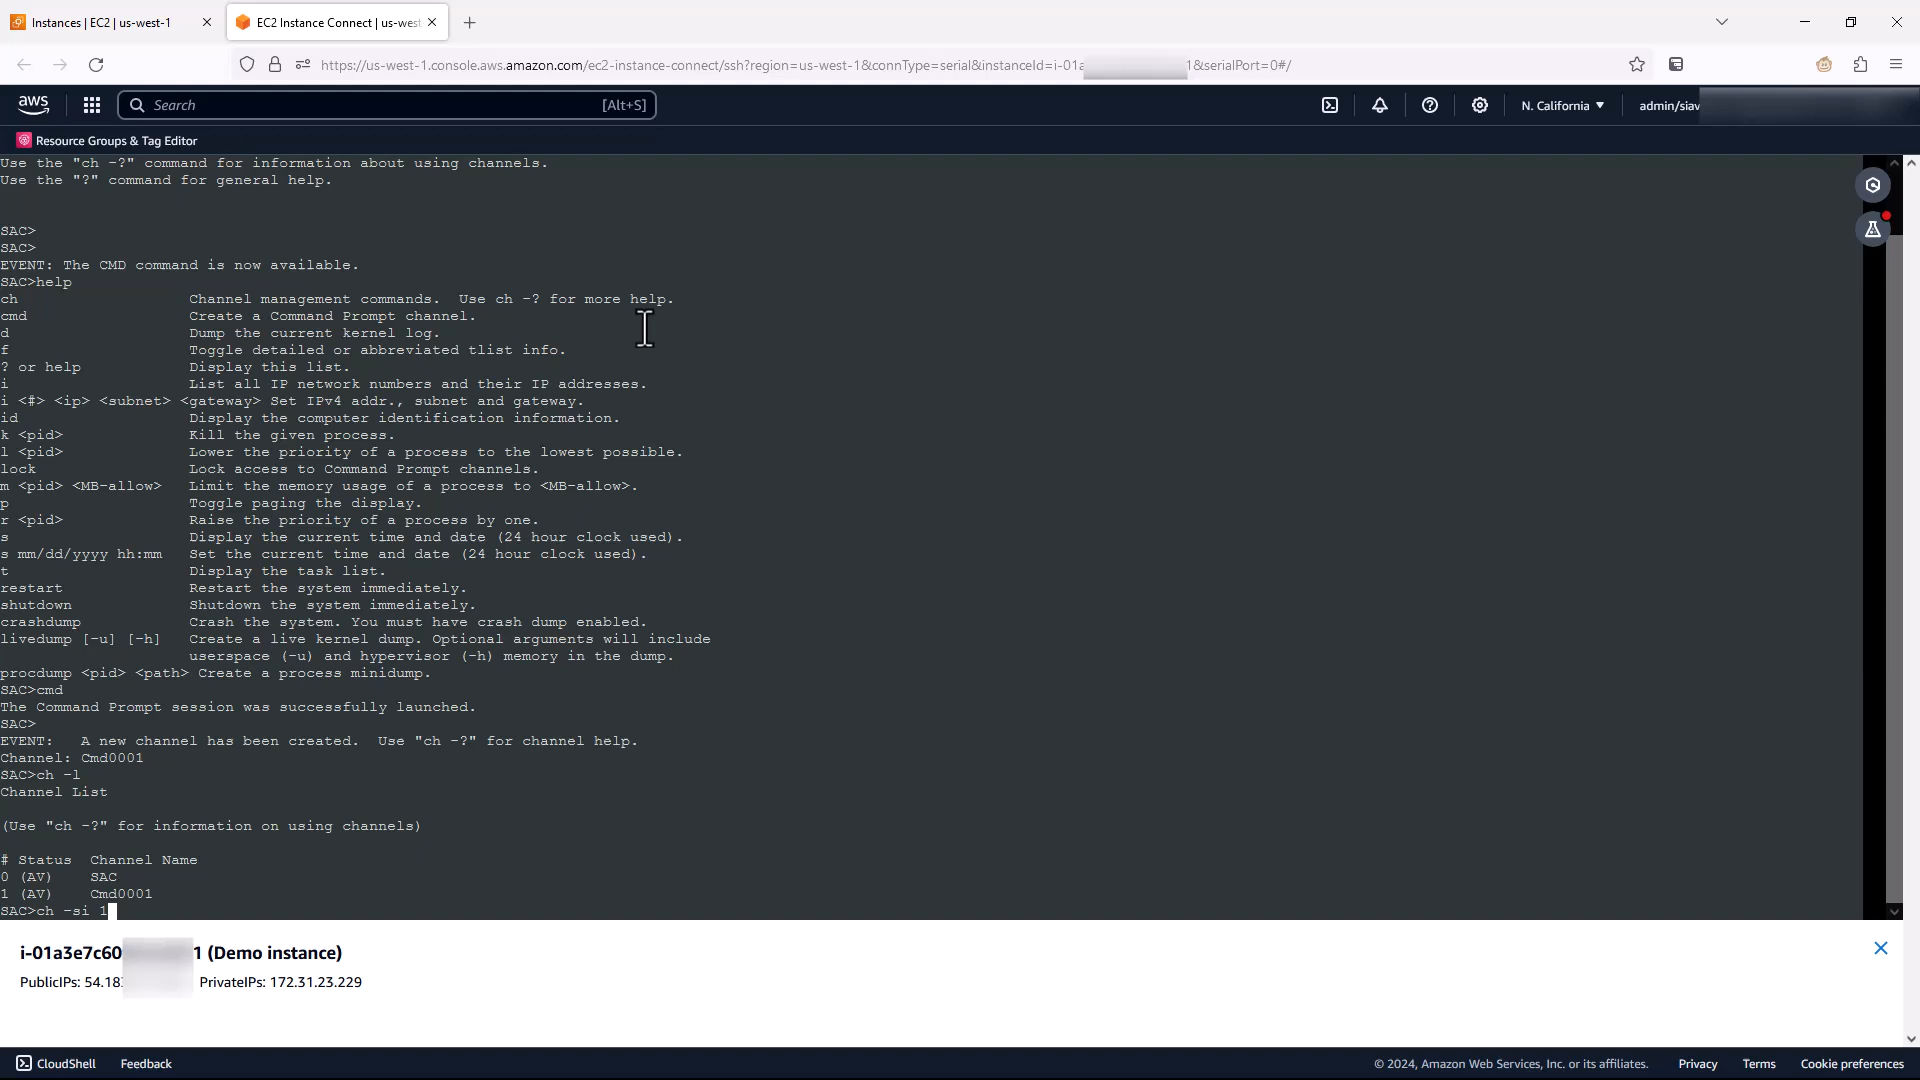 Instances | EC2 | us-west-1
EC2 Instance Connect | us-west
https://us-west-1.console.aws.amazon.com/ec2-instance-connect/ssh?region=us-west-1&connType=serial&instanceId=i-01a 1&serialPort=0#/
aws
Search [Alt+S]
N. California
admin/siav
Resource Groups & Tag Editor
Use the "ch -?" command for information about using channels.
Use the "?" command for general help.
SAC>
SAC>
EVENT: The CMD command is now available.
SAC>help
ch Channel management commands. Use ch -? for more help.
cmd Create a Command Prompt channel.
d Dump the current kernel log.
f Toggle detailed or abbreviated tlist info.
? or help Display this list.
i List all IP network numbers and their IP addresses.
i <#> <ip> <subnet> <gateway> Set IPv4 addr., subnet and gateway.
id Display the computer identification information.
k <pid> Kill the given process.
l <pid> Lower the priority of a process to the lowest possible.
lock Lock access to Command Prompt channels.
m <pid> <MB-allow> Limit the memory usage of a process to <MB-allow>.
p Toggle paging the display.
r <pid> Raise the priority of a process by one.
s Display the current time and date (24 hour clock used).
s mm/dd/yyyy hh:mm Set the current time and date (24 hour clock used).
t Display the task list.
restart Restart the system immediately.
shutdown Shutdown the system immediately.
crashdump Crash the system. You must have crash dump enabled.
livedump [-u] [-h] Create a live kernel dump. Optional arguments will include
userspace (-u) and hypervisor (-h) memory in the dump.
procdump <pid> <path> Create a process minidump.
SAC>cmd
The Command Prompt session was successfully launched.
SAC>
EVENT: A new channel has been created. Use "ch -?" for channel help.
Channel: Cmd0001
SAC>ch -l
Channel List
(Use "ch -?" for information on using channels)
# Status Channel Name
0 (AV) SAC
1 (AV) Cmd0001
SAC>ch -si 1
i-01a3e7c60 1 (Demo instance)
PublicIPs: 54.18 PrivateIPs: 172.31.23.229
CloudShell Feedback
© 2024, Amazon Web Services, Inc. or its affiliates. Privacy Terms Cookie preferences